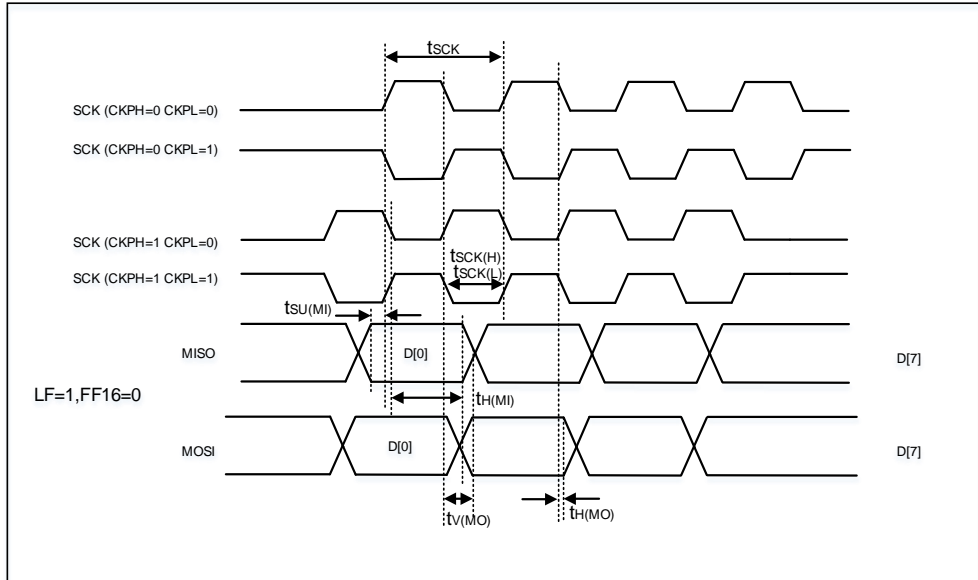 tSCK
SCK (CKPH=0 CKPL=0)
SCK (CKPH=0 CKPL=1)
SCK (CKPH=1 CKPL=0)
tSCK(H)
SCK (CKPH=1 CKPL=1)
tSCK(L)
tSU(MI)
MISO
D[0]
D[7]
LF=1,FF16=0
tH(MI)
MOSI
D[0]
D[7]
tV(MO)
tH(MO)